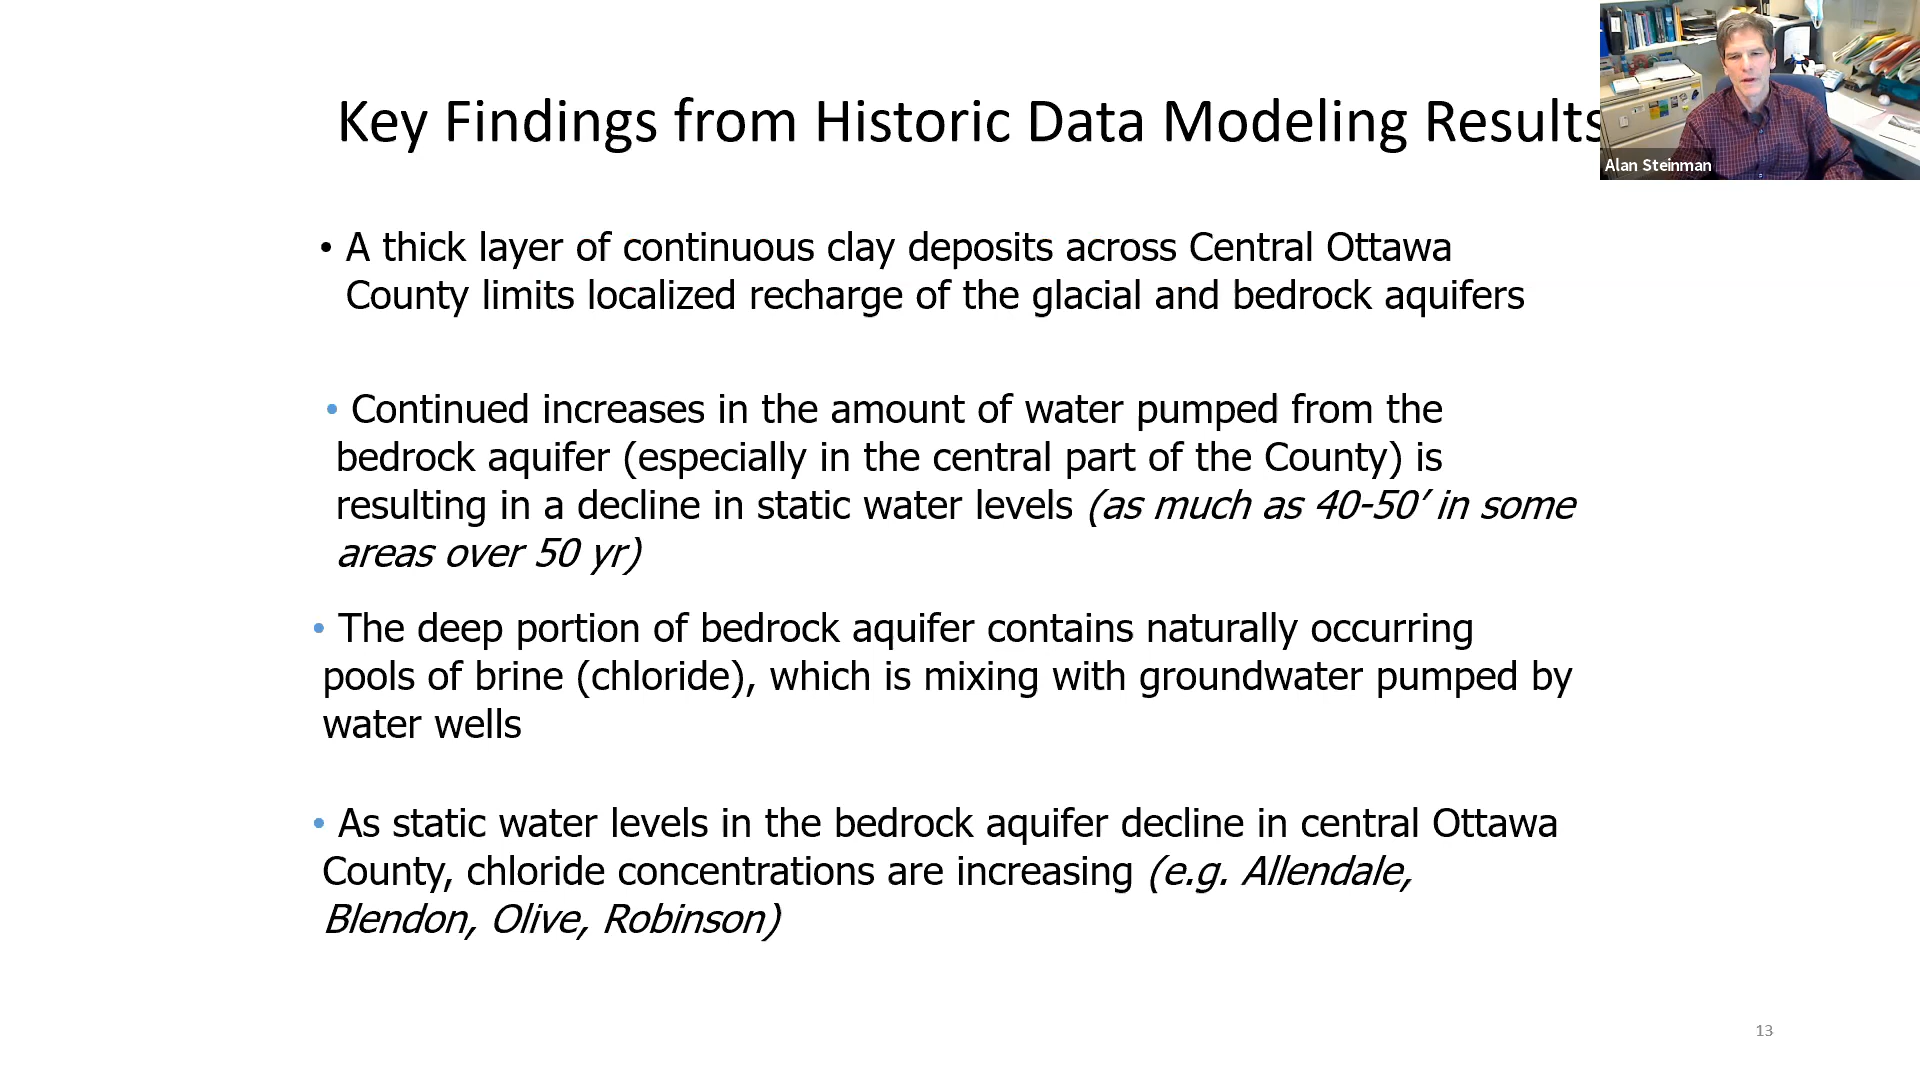 Key Findings from Historic Data Modeling Results
Alan Steinman
• A thick layer of continuous clay deposits across Central Ottawa
County limits localized recharge of the glacial and bedrock aquifers
• Continued increases in the amount of water pumped from the
bedrock aquifer (especially in the central part of the County) is
resulting in a decline in static water levels (as much as 40-50’ in some
areas over 50 yr)
• The deep portion of bedrock aquifer contains naturally occurring
pools of brine (chloride), which is mixing with groundwater pumped by
water wells
• As static water levels in the bedrock aquifer decline in central Ottawa
County, chloride concentrations are increasing (e.g. Allendale,
Blendon, Olive, Robinson)
13